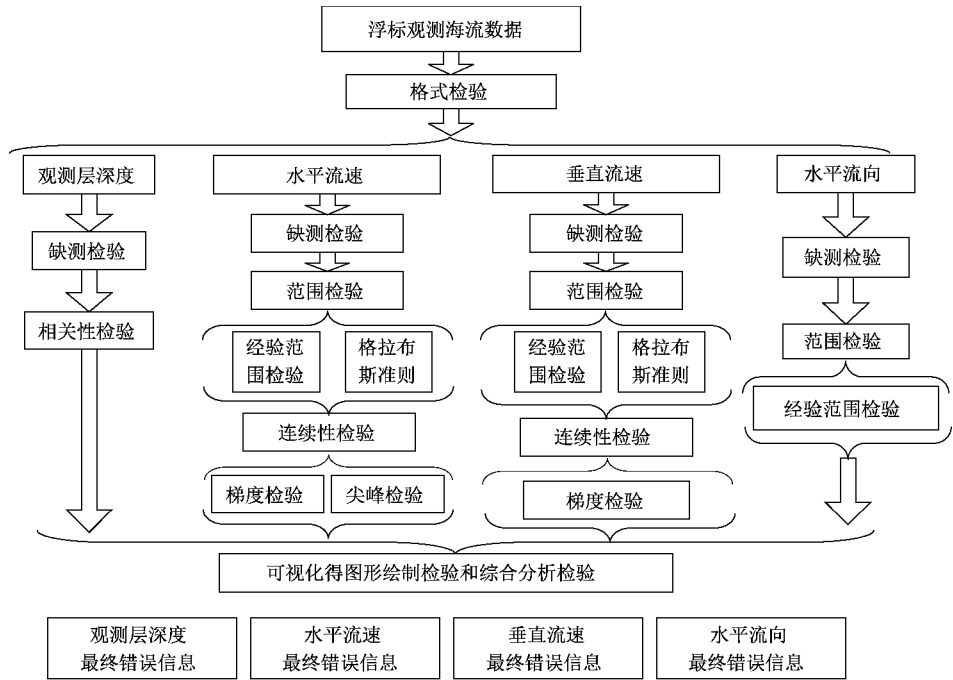 浮标观测海流数据
格式检验
观测层深度
水平流速
垂直流速
水平流向
缺测检验
缺测检验
缺测检验
缺测检验
范围检验
范围检验
相关性检验
范围检验
经验范
围检验
格拉布
斯准则
经验范
围检验
格拉布
斯准则
经验范围检验
连续性检验
连续性检验
梯度检验
尖峰检验
梯度检验
可视化得图形绘制检验和综合分析检验
观测层深度
最终错误信息
水平流速
最终错误信息
垂直流速
最终错误信息
水平流向
最终错误信息